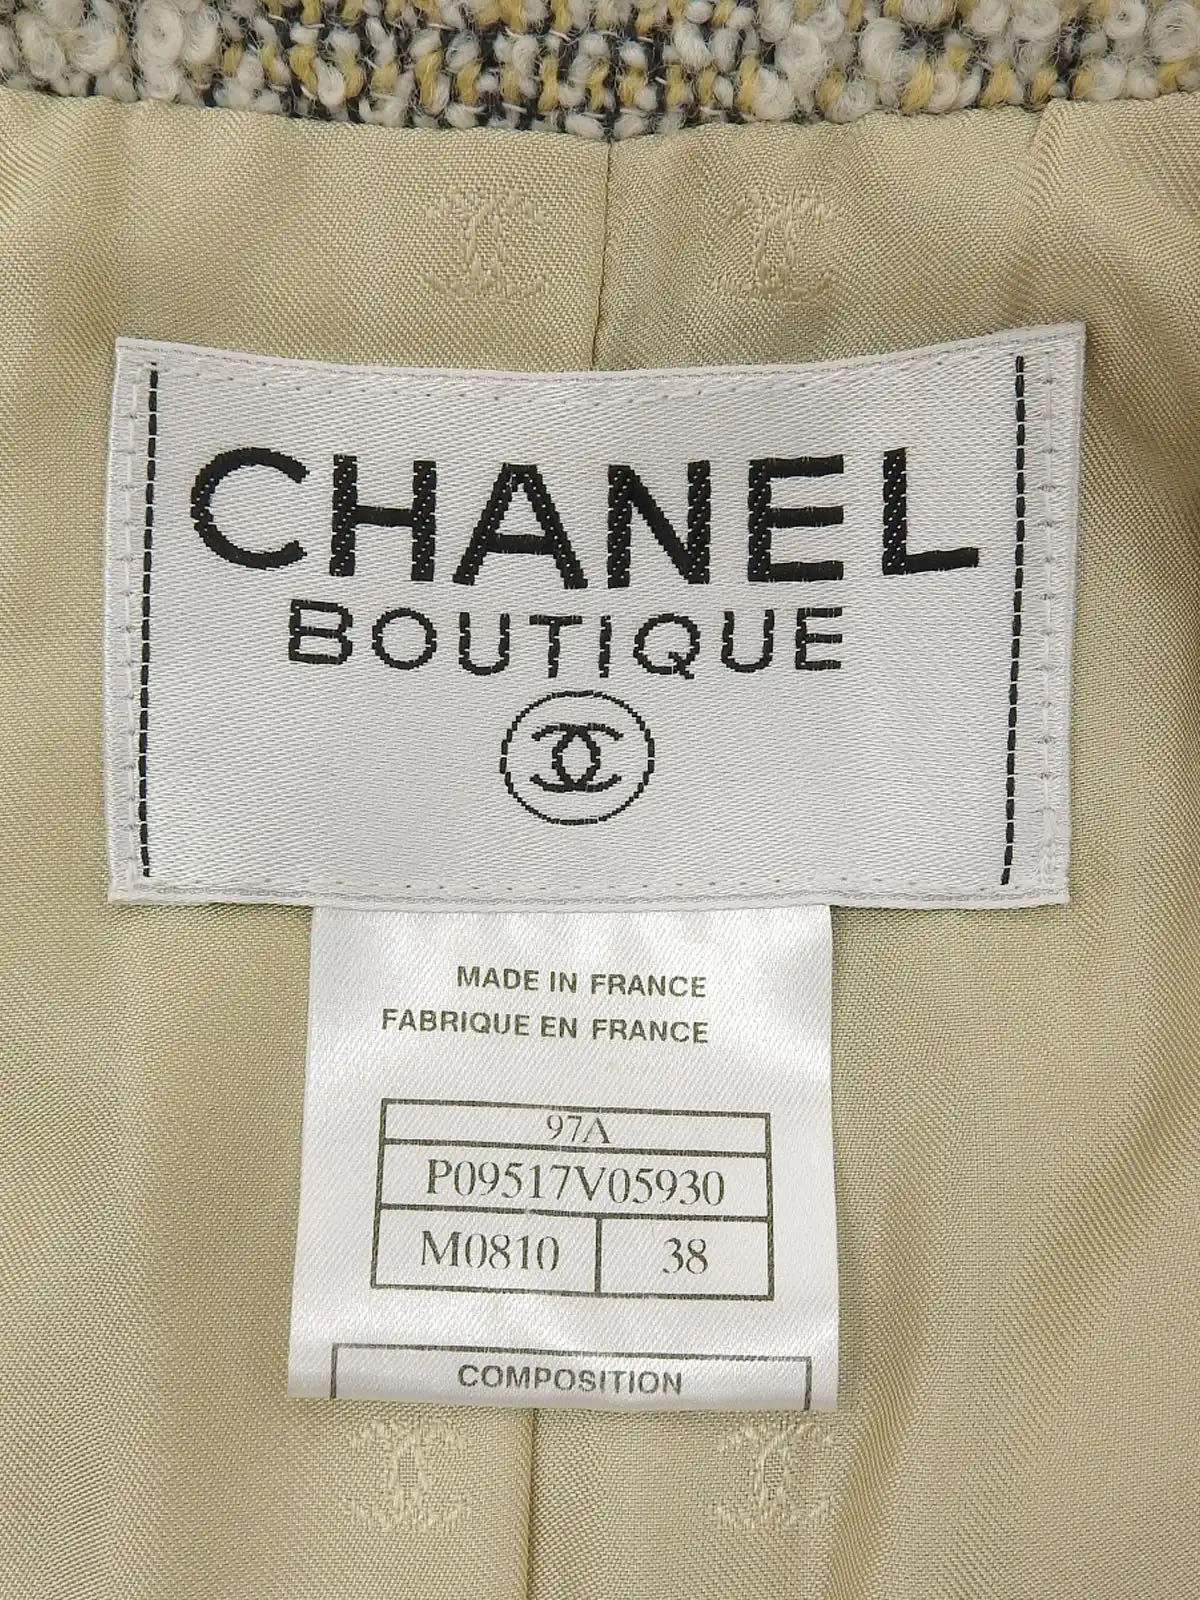 CHANEL
BOUTIQUE
MADE IN FRANCE
FABRIQUE EN FRANCE
97A
P09517V05930
M0810 38
COMPOSITION